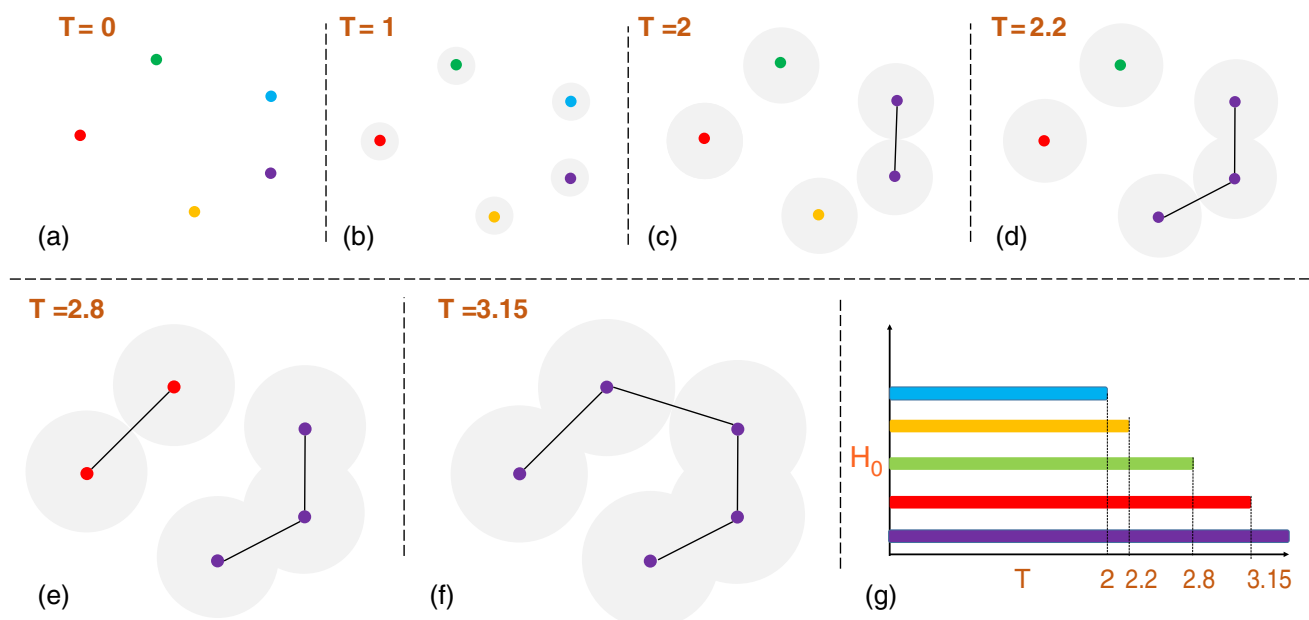 T = 0
T = 1
T =2
T =2.2
(a)
(b)
(c)
(d)
T =2.8
T =3.15
H0
T
2
2.2
2.8
3.15
(e)
(f)
(g)